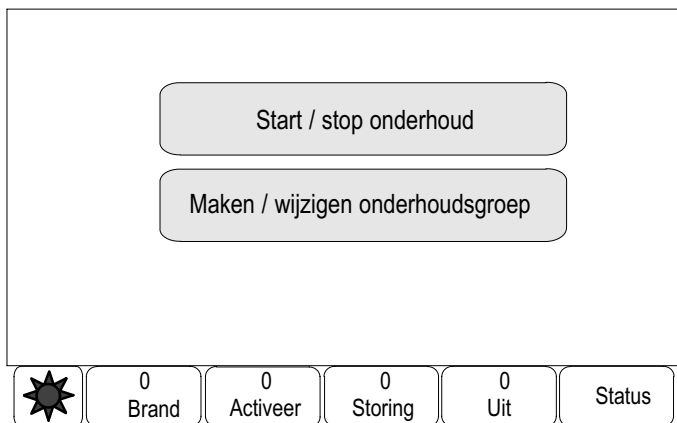 Start / stop onderhoud
Maken / wijzigen onderhoudsgroep
0 0 0 0
Brand Activeer Storing Uit Status